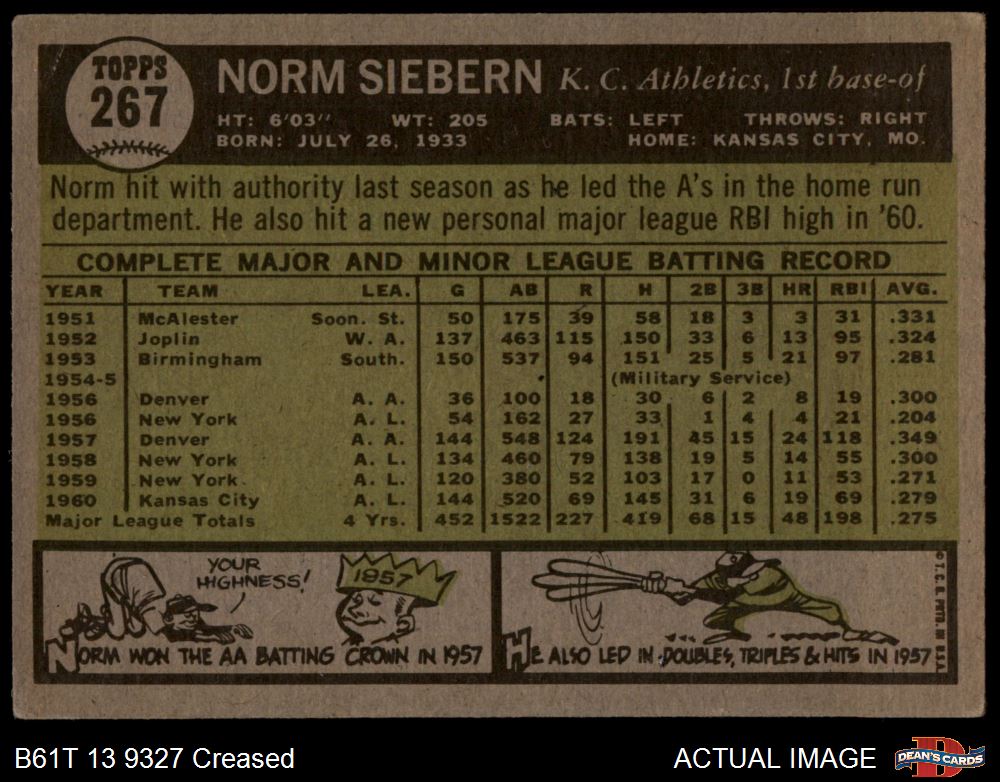 TOPPS
267
NORM SIEBERN K. C. Athletics, 1st base-of
HT: 6'03" WT: 205 BATS: LEFT THROWS: RIGHT
BORN: JULY 26, 1933 HOME: KANSAS CITY, MO.
Norm hit with authority last season as he led the A's in the home run
department. He also hit a new personal major league RBI high in '60.
COMPLETE MAJOR AND MINOR LEAGUE BATTING RECORD
YEAR TEAM LEA. G AB R H 2B 3B HR RBI AVG.
1951 McAlester Soon. St. 50 175 39 58 18 3 3 31 .331
1952 Joplin W. A. 137 463 115 150 33 6 13 95 .324
1953 Birmingham South. 150 537 94 151 25 5 21 97 .281
1954-5 (Military Service)
1956 Denver A. A. 36 100 18 30 6 2 8 19 .300
1956 New York A. L. 54 162 27 33 1 4 4 21 .204
1957 Denver A. A. 144 548 124 191 45 15 24 118 .349
1958 New York A. L. 134 460 79 138 19 5 14 55 .300
1959 New York A. L. 120 380 52 103 17 0 11 53 .271
1960 Kansas City A. L. 144 520 69 145 31 6 19 69 .279
Major League Totals 4 Yrs. 452 1522 227 419 68 15 48 198 .275
YOUR
HIGHNESS!
1957
NORM WON THE AA BATTING CROWN IN 1957
HE ALSO LED IN DOUBLES, TRIPLES & HITS IN 1957
© T. C. G. PRTD. IN U.S.A.
B61T 13 9327 Creased
ACTUAL IMAGE
D
DEAN'S CARDS